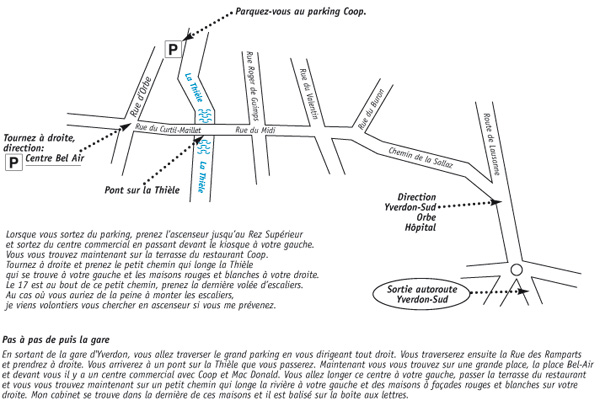 Parquez-vous au parking Coop.
P
Rue d'Orbe
La Thièle
Rue Roger de Guimps
Rue du Valentin
Rue du Buron
Route de Lausanne
Tournez à droite,
direction:
P Centre Bel Air
Rue du Curtil-Maillet
Rue du Midi
Chemin de la Sallaz
La Thièle
Pont sur la Thièle
Direction
Yverdon-Sud
Orbe
Hôpital
Sortie autoroute
Yverdon-Sud
Lorsque vous sortez du parking, prenez l'ascenseur jusqu'au Rez Supérieur
et sortez du centre commercial en passant devant le kiosque à votre gauche.
Vous vous trouvez maintenant sur la terrasse du restaurant Coop.
Tournez à droite et prenez le petit chemin qui longe la Thièle
qui se trouve à votre gauche et les maisons rouges et blanches à votre droite.
Le 17 est au bout de ce petit chemin, prenez la dernière volée d'escaliers.
Au cas où vous auriez de la peine à monter les escaliers,
je viens volontiers vous chercher en ascenseur si vous me prévenez.
Pas à pas de puis la gare
En sortant de la gare d'Yverdon, vous allez traverser le grand parking en vous dirigeant tout droit. Vous traverserez ensuite la Rue des Ramparts
et prendrez à droite. Vous arriverez à un pont sur la Thièle que vous passerez. Maintenant vous vous trouvez sur une grande place, la place Bel-Air
et devant vous il y a un centre commercial avec Coop et Mac Donald. Vous allez longer ce centre à votre gauche, passer la terrasse du restaurant
et vous vous trouvez maintenant sur un petit chemin qui longe la rivière à votre gauche et des maisons à façades rouges et blanches sur votre
droite. Mon cabinet se trouve dans la dernière de ces maisons et il est balisé sur la boîte aux lettres.